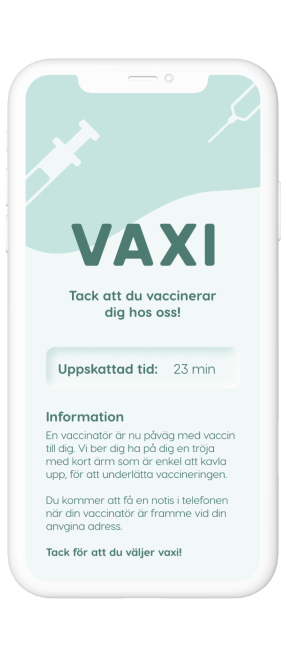 VAXI
Tack att du vaccinerar
dig hos oss!
Uppskattad tid: 23 min
Information
En vaccinatör är nu påväg med vaccin
till dig. Vi ber dig ha på dig en tröja
med kort ärm som är enkel att kavla
upp, för att underlätta vaccineringen.
Du kommer att få en notis i telefonen
när din vaccinatör är framme vid din
anvgina adress.
Tack för att du väljer vaxi!